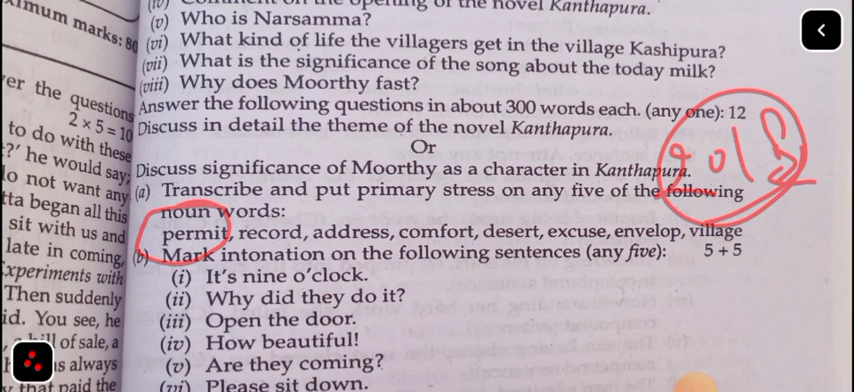 Comment on the opening of the novel Kanthapura.
(v) Who is Narsamma?
(vi) What kind of life the villagers get in the village Kashipura?
(vii) What is the significance of the song about the today milk?
(viii) Why does Moorthy fast?
Answer the following questions in about 300 words each. (any one): 12
Discuss in detail the theme of the novel Kanthapura.
Or
Discuss significance of Moorthy as a character in Kanthapura.
(a) Transcribe and put primary stress on any five of the following
noun words:
permit, record, address, comfort, desert, excuse, envelop, village
(b) Mark intonation on the following sentences (any five): 5 + 5
(i) It's nine o'clock.
(ii) Why did they do it?
(iii) Open the door.
(iv) How beautiful!
(v) Are they coming?
(vi) Please sit down.
marks: 80
er the questions
2 × 5 = 10
to do with these
?' he would say;
not want any
tta began all this
sit with us and
late in coming,
xperiments with
Then suddenly
id. You see, he
of sale, a
as always
that paid the
201